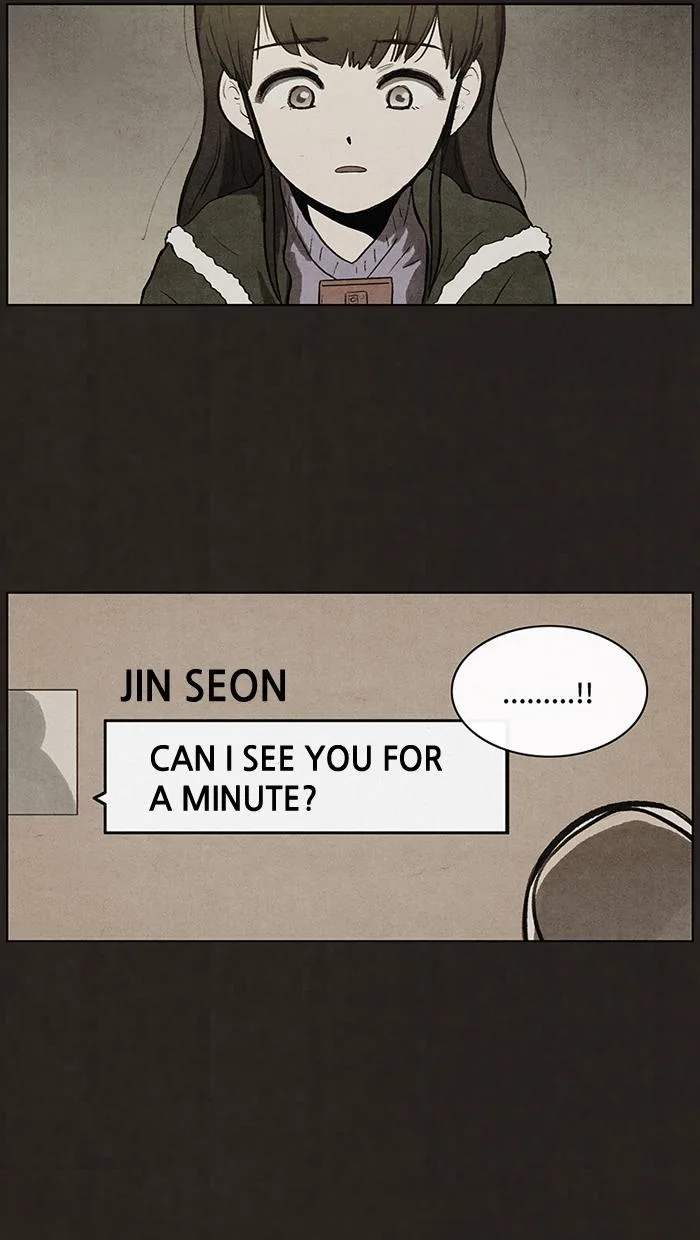 JIN SEON
.........!!
CAN I SEE YOU FOR
A MINUTE?